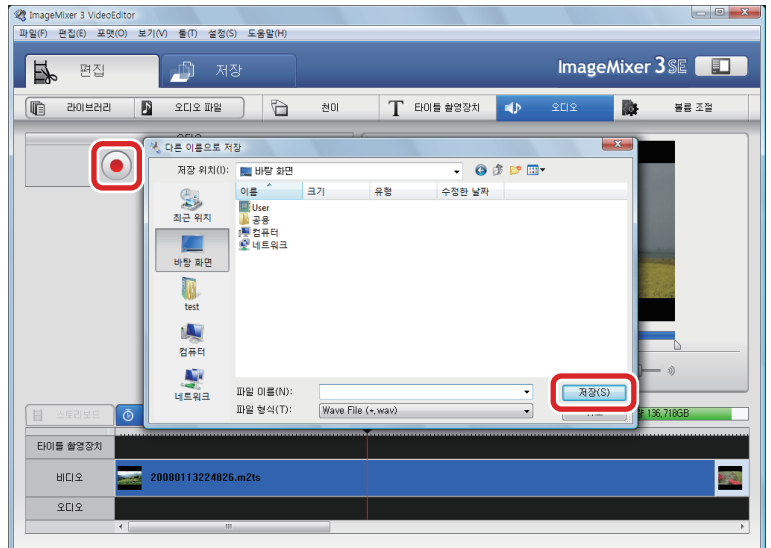 ImageMixer 3 VideoEditor
파일(F) 편집(E) 포맷(O) 보기(V) 툴(T) 설정(S) 도움말(H)
편집 저장 ImageMixer 3 SE
라이브러리 오디오 파일 천이 T 타이틀 촬영장치 오디오 볼륨 조절
다른 이름으로 저장
저장 위치(I): 바탕 화면
이름 크기 유형 수정한 날짜
User
공용
컴퓨터
네트워크
최근 위치
바탕 화면
test
컴퓨터
네트워크
파일 이름(N):
저장(S)
파일 형식(T): Wave File (*.wav)
스토리보드
136,718GB
타이틀 촬영장치
비디오 20080113224826.m2ts
오디오